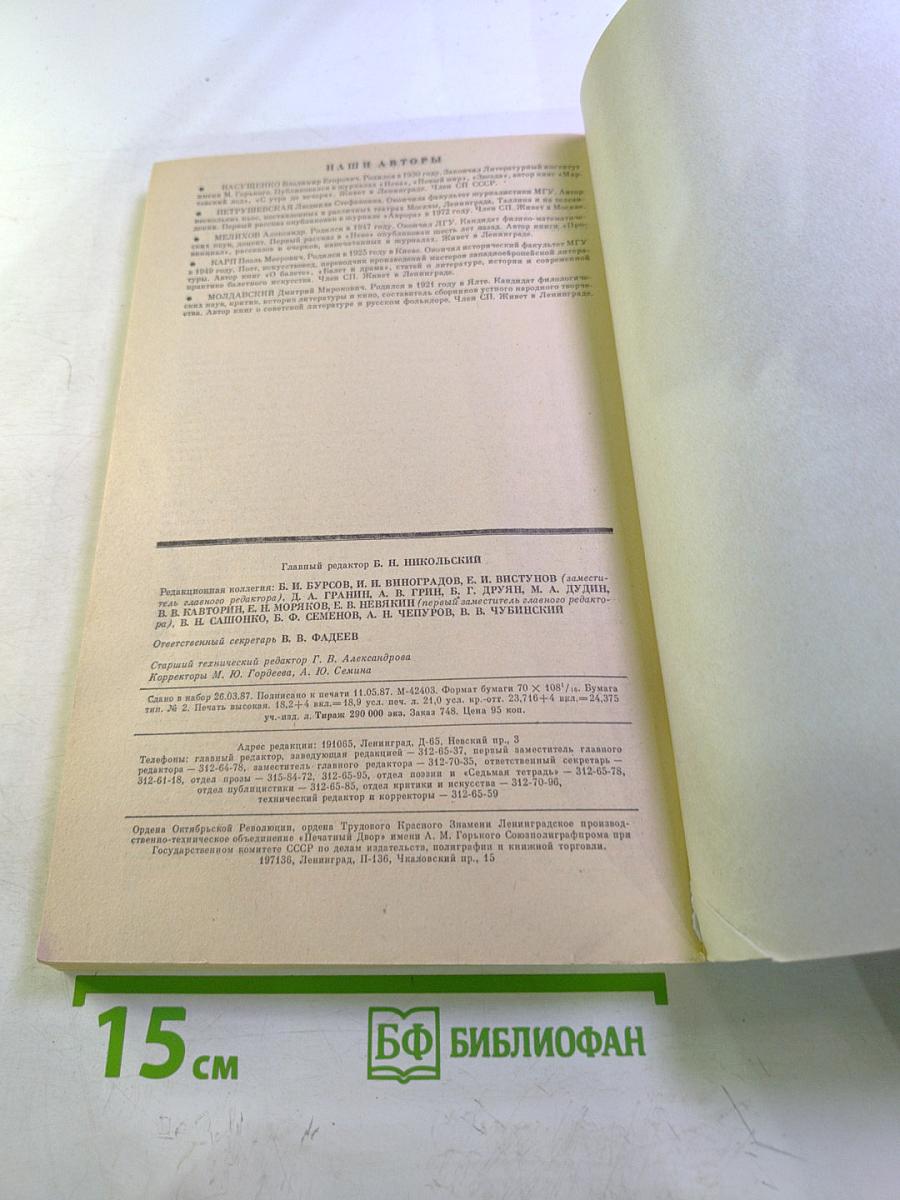 НАШИ АВТОРЫ
НАСУЩЕНКО Владимир Егорович. Родился в 1930 году. Закончил Литературный институт
имени М. Горького. Публиковался в журналах «Нева», «Новый мир», «Звезда», автор книг «Мар-
товский лед», «С утра до вечера». Живет в Ленинграде. Член СП СССР.
ПЕТРУШЕВСКАЯ Людмила Стефановна. Окончила факультет журналистики МГУ. Автор
нескольких пьес, поставленных в различных театрах Москвы, Ленинграда, Таллина и на телеви-
дении. Первый рассказ опубликован в журнале «Аврора» в 1972 году. Член СП. Живет в Москве.
МЕЛИХОВ Александр. Родился в 1947 году. Окончил ЛГУ. Кандидат физико-математиче-
ских наук, доцент. Первый рассказ в «Неве» опубликован шесть лет назад. Автор книги «Про-
винциал», рассказов и очерков, напечатанных в журналах. Живет в Ленинграде.
КАРП Поэль Меерович. Родился в 1925 году в Киеве. Окончил исторический факультет МГУ
в 1949 году. Поэт, искусствовед, переводчик произведений мастеров западноевропейской литера-
туры. Автор книг «О балете», «Балет и драма», статей о литературе, истории и современной
практике балетного искусства. Член СП. Живет в Ленинграде.
МОЛДАВСКИЙ Дмитрий Миронович. Родился в 1921 году в Ялте. Кандидат филологиче-
ских наук, критик, историк литературы и кино, составитель сборников устного народного творче-
ства. Автор книг о советской литературе и русском фольклоре. Член СП. Живет в Ленинграде.
Главный редактор Б. Н. НИКОЛЬСКИЙ
Редакционная коллегия: Б. И. БУРСОВ, И. И. ВИНОГРАДОВ, Е. И. ВИСТУНОВ (замести-
тель главного редактора), Д. А. ГРАНИН, А. В. ГРИН, Б. Г. ДРУЯН, М. А. ДУДИН,
В. В. КАВТОРИН, Е. Н. МОРЯКОВ, Е. В. НЕВЯКИН (первый заместитель главного редакто-
ра), В. Н. САШОНКО, Б. Ф. СЕМЕНОВ, А. Н. ЧЕПУРОВ, В. В. ЧУБИНСКИЙ
Ответственный секретарь В. В. ФАДЕЕВ
Старший технический редактор Г. В. Александрова
Корректоры М. Ю. Гордеева, А. Ю. Семина
Сдано в набор 26.03.87. Подписано к печати 11.05.87. М-42403. Формат бумаги 70 × 108¹/₁₆. Бумага
тип. № 2. Печать высокая. 18,2+4 вкл.=18,9 усл. печ. л. 21,0 усл. кр.-отт. 23,716+4 вкл.=24,375
уч.-изд. л. Тираж 290 000 экз. Заказ 748. Цена 95 коп.
Адрес редакции: 191065, Ленинград, Д-65, Невский пр., 3
Телефоны: главный редактор, заведующая редакцией — 312-65-37, первый заместитель главного
редактора — 312-64-78, заместитель главного редактора — 312-70-35, ответственный секретарь —
312-61-18, отдел прозы — 315-84-72, 312-65-95, отдел поэзии и «Седьмая тетрадь» — 312-65-78,
отдел публицистики — 312-65-85, отдел критики и искусства — 312-70-96,
технический редактор и корректоры — 312-65-59
Ордена Октябрьской Революции, ордена Трудового Красного Знамени Ленинградское производ-
ственно-техническое объединение «Печатный Двор» имени А. М. Горького Союзполиграфпрома при
Государственном комитете СССР по делам издательств, полиграфии и книжной торговли.
197136, Ленинград, П-136, Чкаловский пр., 15
15 см
БФ БИБЛИОФАН